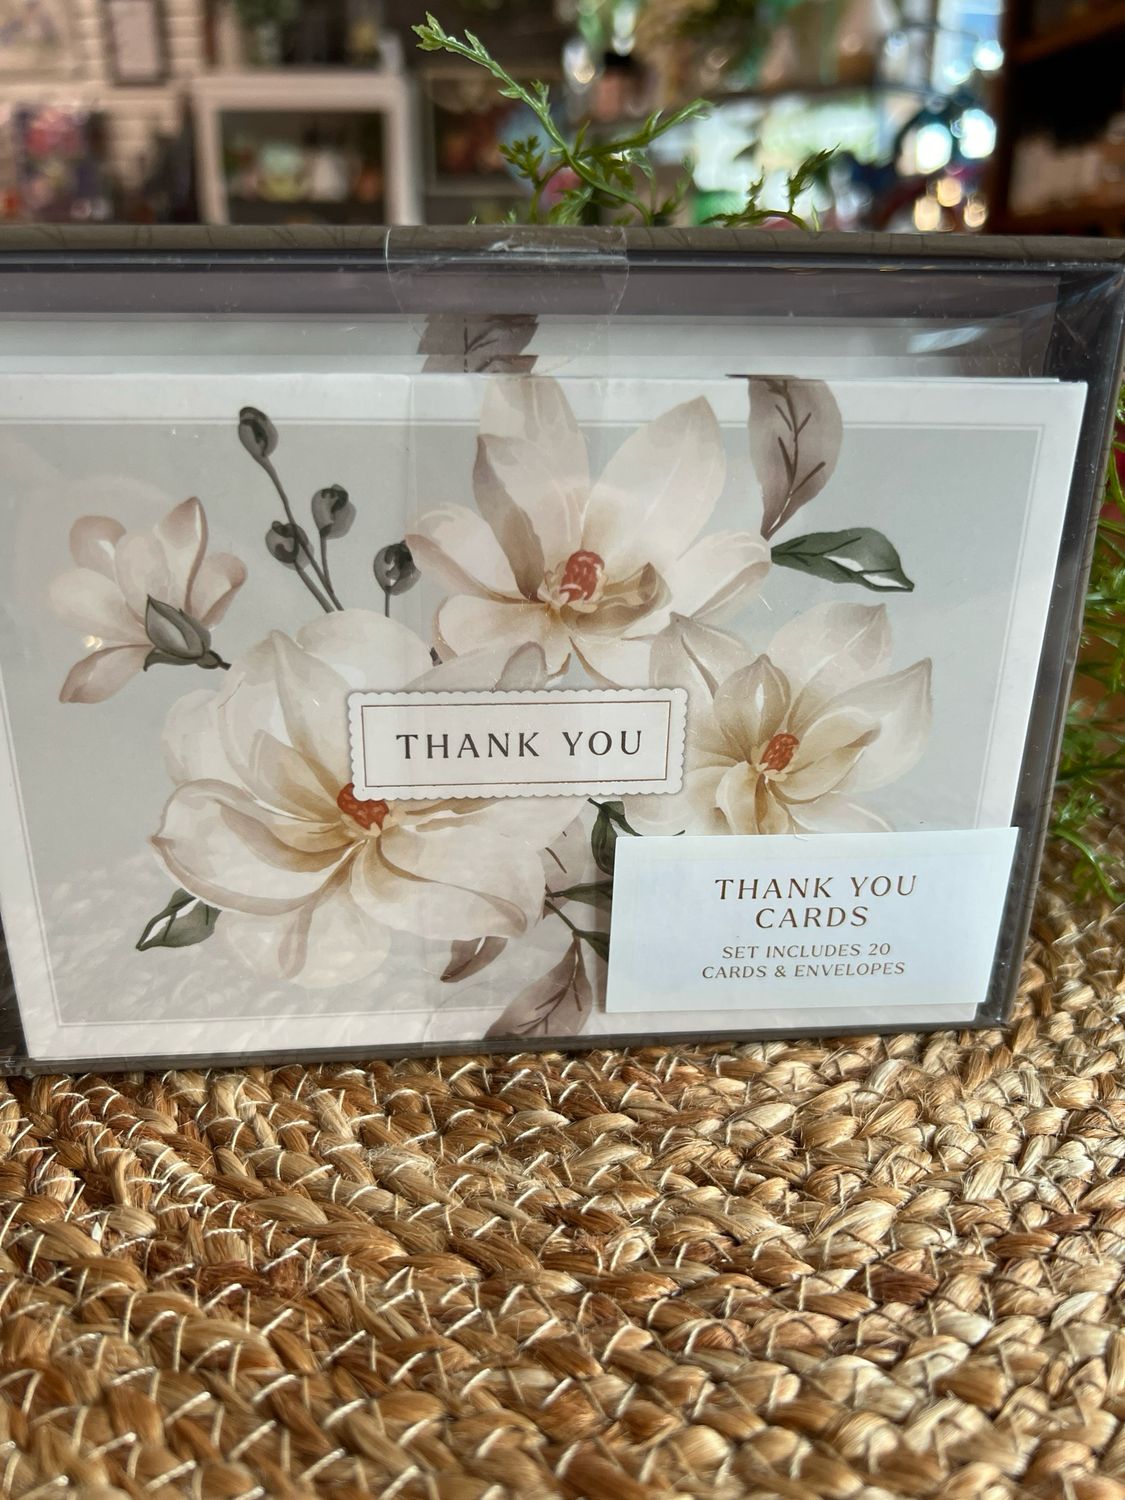 THANK YOU
THANK YOU
CARDS
SET INCLUDES 20
CARDS & ENVELOPES